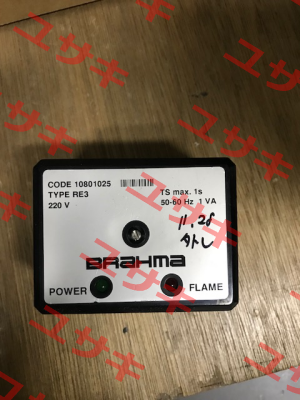 CODE 10801025
TYPE RE3
220 V
TS max. 1s
50-60 Hz 1 VA
11.28
外し
BRAHMA
POWER
FLAME
ユサキ